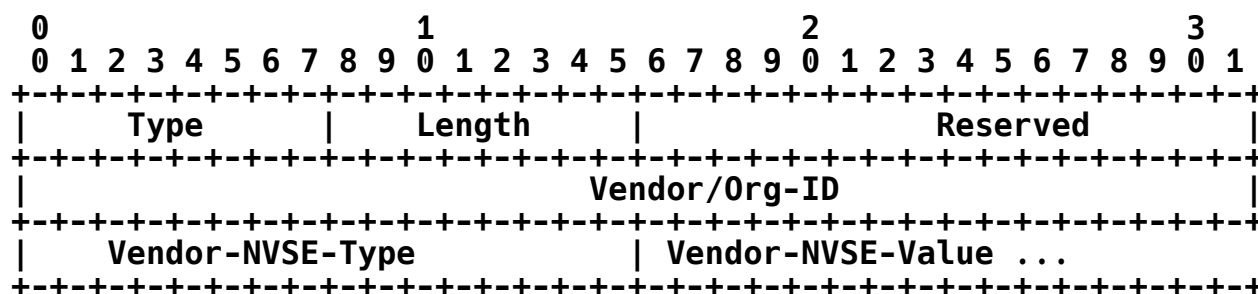 0                   1                   2                   3
 0 1 2 3 4 5 6 7 8 9 0 1 2 3 4 5 6 7 8 9 0 1 2 3 4 5 6 7 8 9 0 1
+-+-+-+-+-+-+-+-+-+-+-+-+-+-+-+-+-+-+-+-+-+-+-+-+-+-+-+-+-+-+-+-+
|     Type      |    Length     |               Reserved        |
+-+-+-+-+-+-+-+-+-+-+-+-+-+-+-+-+-+-+-+-+-+-+-+-+-+-+-+-+-+-+-+-+
|                             Vendor/Org-ID                     |
+-+-+-+-+-+-+-+-+-+-+-+-+-+-+-+-+-+-+-+-+-+-+-+-+-+-+-+-+-+-+-+-+
|    Vendor-NVSE-Type           | Vendor-NVSE-Value ...
+-+-+-+-+-+-+-+-+-+-+-+-+-+-+-+-+-+-+-+-+-+-+-+-+-+-+-+-+-+-+-+-+